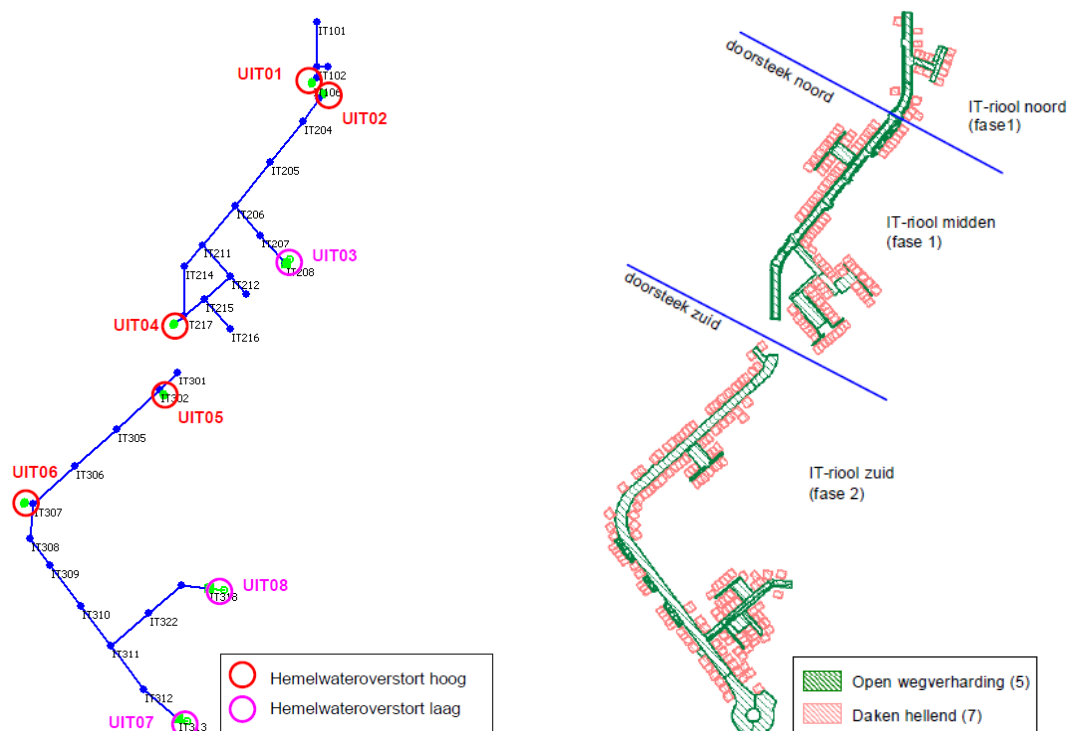 IT101
UIT01
IT102
IT106
UIT02
IT204
IT205
IT206
IT207
UIT03
IT208
IT211
IT214
IT212
IT215
UIT04
IT217
IT216
IT301
IT302
UIT05
IT305
IT306
UIT06
IT307
IT308
IT309
UIT08
IT318
IT310
IT322
IT311
IT312
UIT07
IT313
Hemelwateroverstort hoog
Hemelwateroverstort laag
doorsteek noord
IT-riool noord
(fase1)
IT-riool midden
(fase 1)
doorsteek zuid
IT-riool zuid
(fase 2)
Open wegverharding (5)
Daken hellend (7)